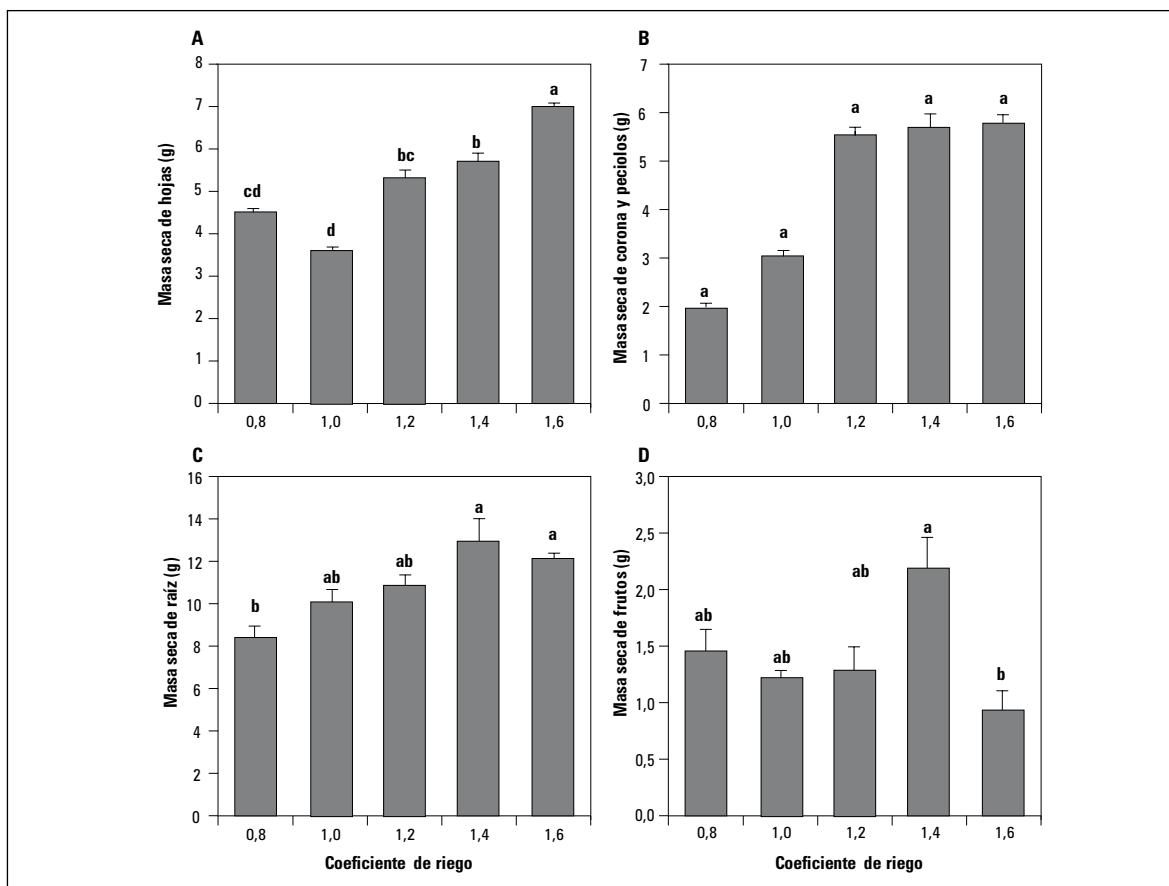 A
Masa seca de hojas (g)
8
7
6
5
4
3
2
1
0
cd
d
bc
b
a
0,8 1,0 1,2 1,4 1,6
B
Masa seca de corona y peciolos (g)
7
6
5
4
3
2
1
0
a
a
a
a
a
0,8 1,0 1,2 1,4 1,6
C
Masa seca de raíz (g)
16
14
12
10
8
6
4
2
0
b
ab
ab
a
a
0,8 1,0 1,2 1,4 1,6
Coeficiente de riego
D
Masa seca de frutos (g)
3,0
2,5
2,0
1,5
1,0
0,5
0,0
ab
ab
ab
a
b
0,8 1,0 1,2 1,4 1,6
Coeficiente de riego